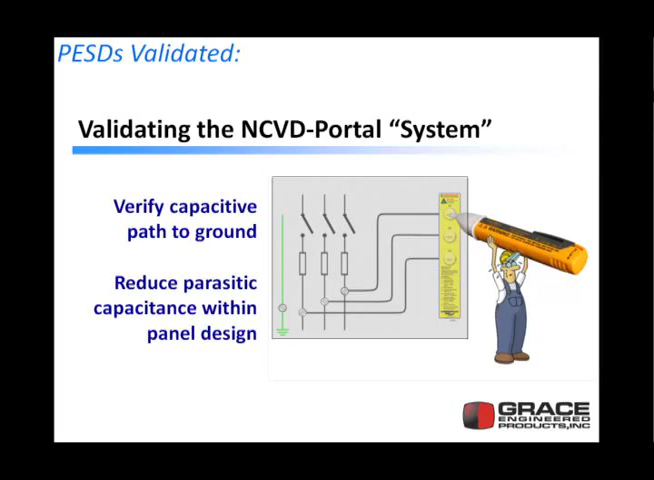 PESDs Validated:
Validating the NCVD-Portal “System”
Verify capacitive
path to ground
Reduce parasitic
capacitance within
panel design
GRACE
ENGINEERED
PRODUCTS,INC